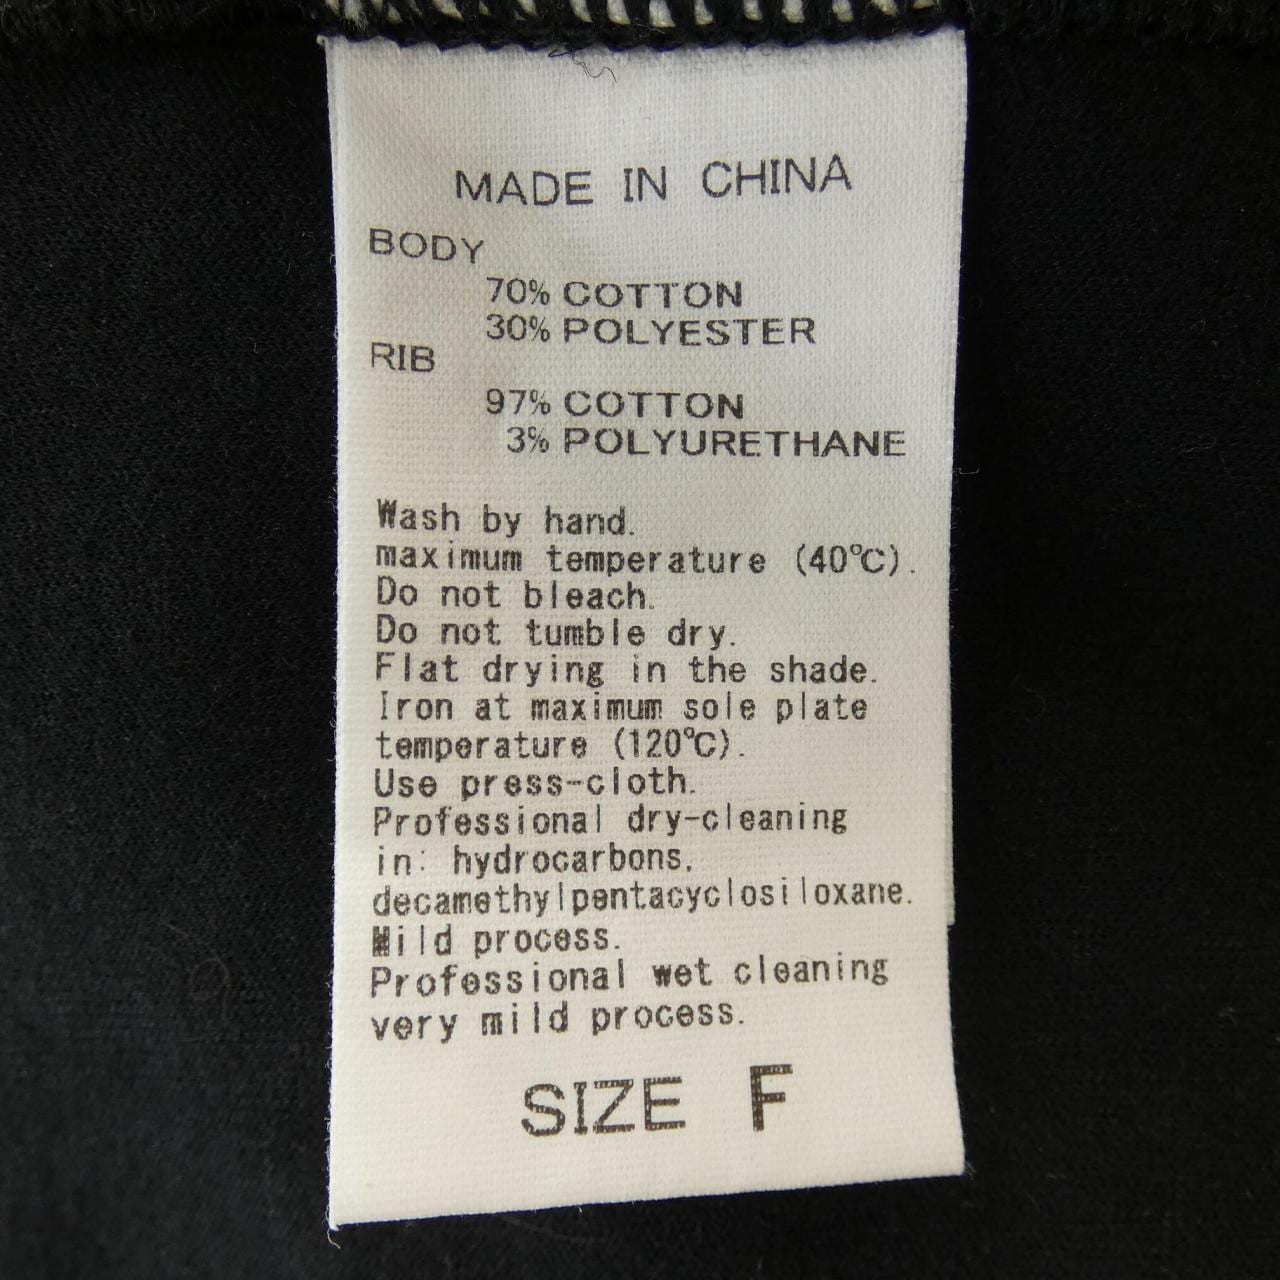 MADE IN CHINA
BODY
70% COTTON
30% POLYESTER
RIB
97% COTTON
3% POLYURETHANE
Wash by hand.
maximum temperature (40℃).
Do not bleach.
Do not tumble dry.
Flat drying in the shade.
Iron at maximum sole plate
temperature (120℃).
Use press-cloth.
Professional dry-cleaning
in: hydrocarbons,
decamethylpentacyclosiloxane.
Mild process.
Professional wet cleaning
very mild process.
SIZE F